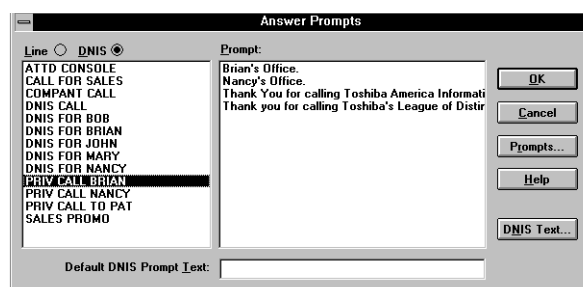 Answer Prompts
Line DNIS
Prompt:
ATTD CONSOLE
CALL FOR SALES
COMPANT CALL
DNIS CALL
DNIS FOR BOB
DNIS FOR BRIAN
DNIS FOR JOHN
DNIS FOR MARY
DNIS FOR NANCY
PRIV CALL BRIAN
PRIV CALL NANCY
PRIV CALL TO PAT
SALES PROMO
Brian's Office.
Nancy's Office.
Thank You for calling Toshiba America Informati
Thank you for calling Toshiba's League of Distir
OK
Cancel
Prompts...
Help
DNIS Text...
Default DNIS Prompt Text: